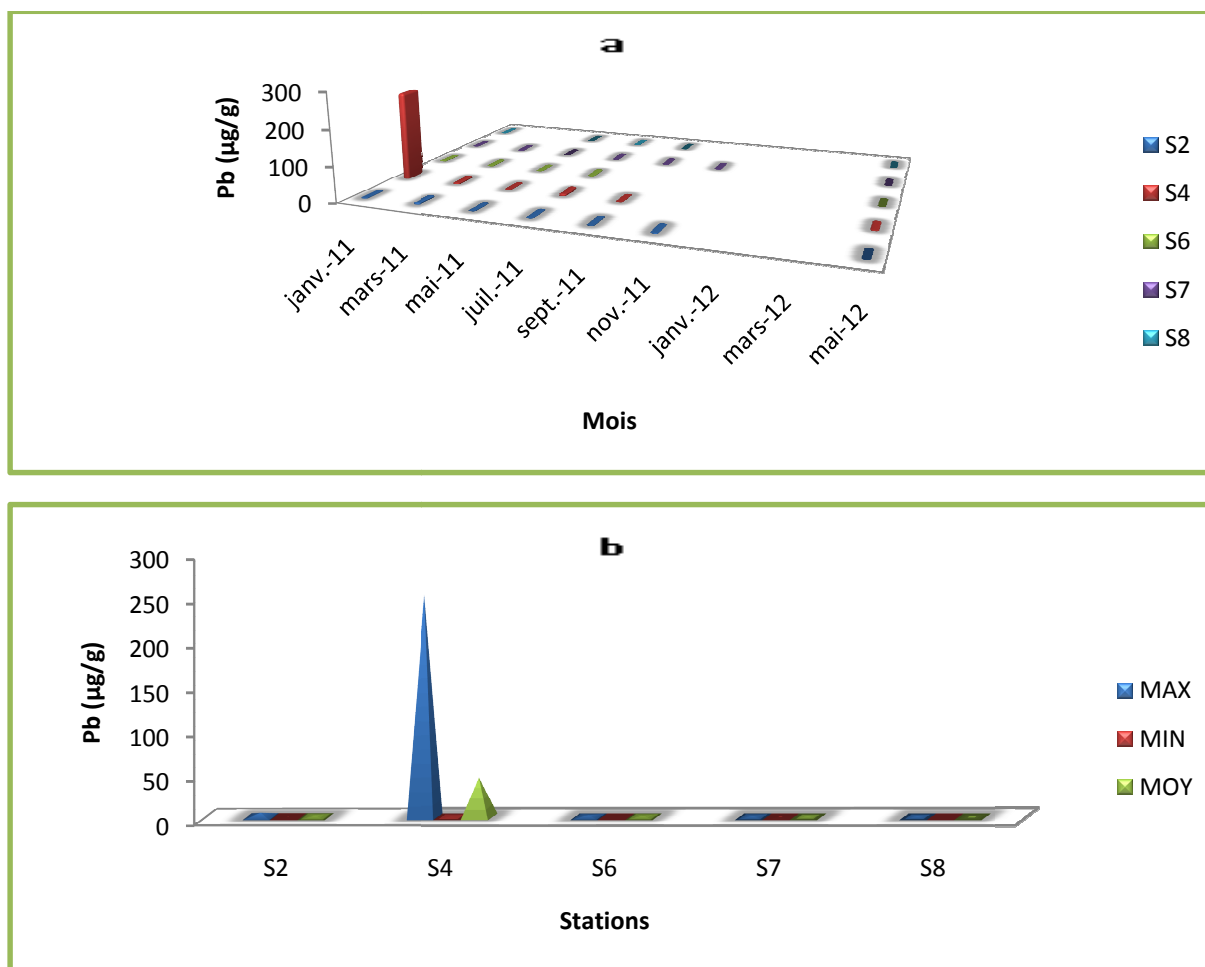 a
Pb (µg/g)
300
200
100
0
janv.-11
mars-11
mai-11
juil.-11
sept.-11
nov.-11
janv.-12
mars-12
mai-12
Mois
S2
S4
S6
S7
S8
b
Pb (µg/g)
300
250
200
150
100
50
0
S2
S4
S6
S7
S8
Stations
MAX
MIN
MOY